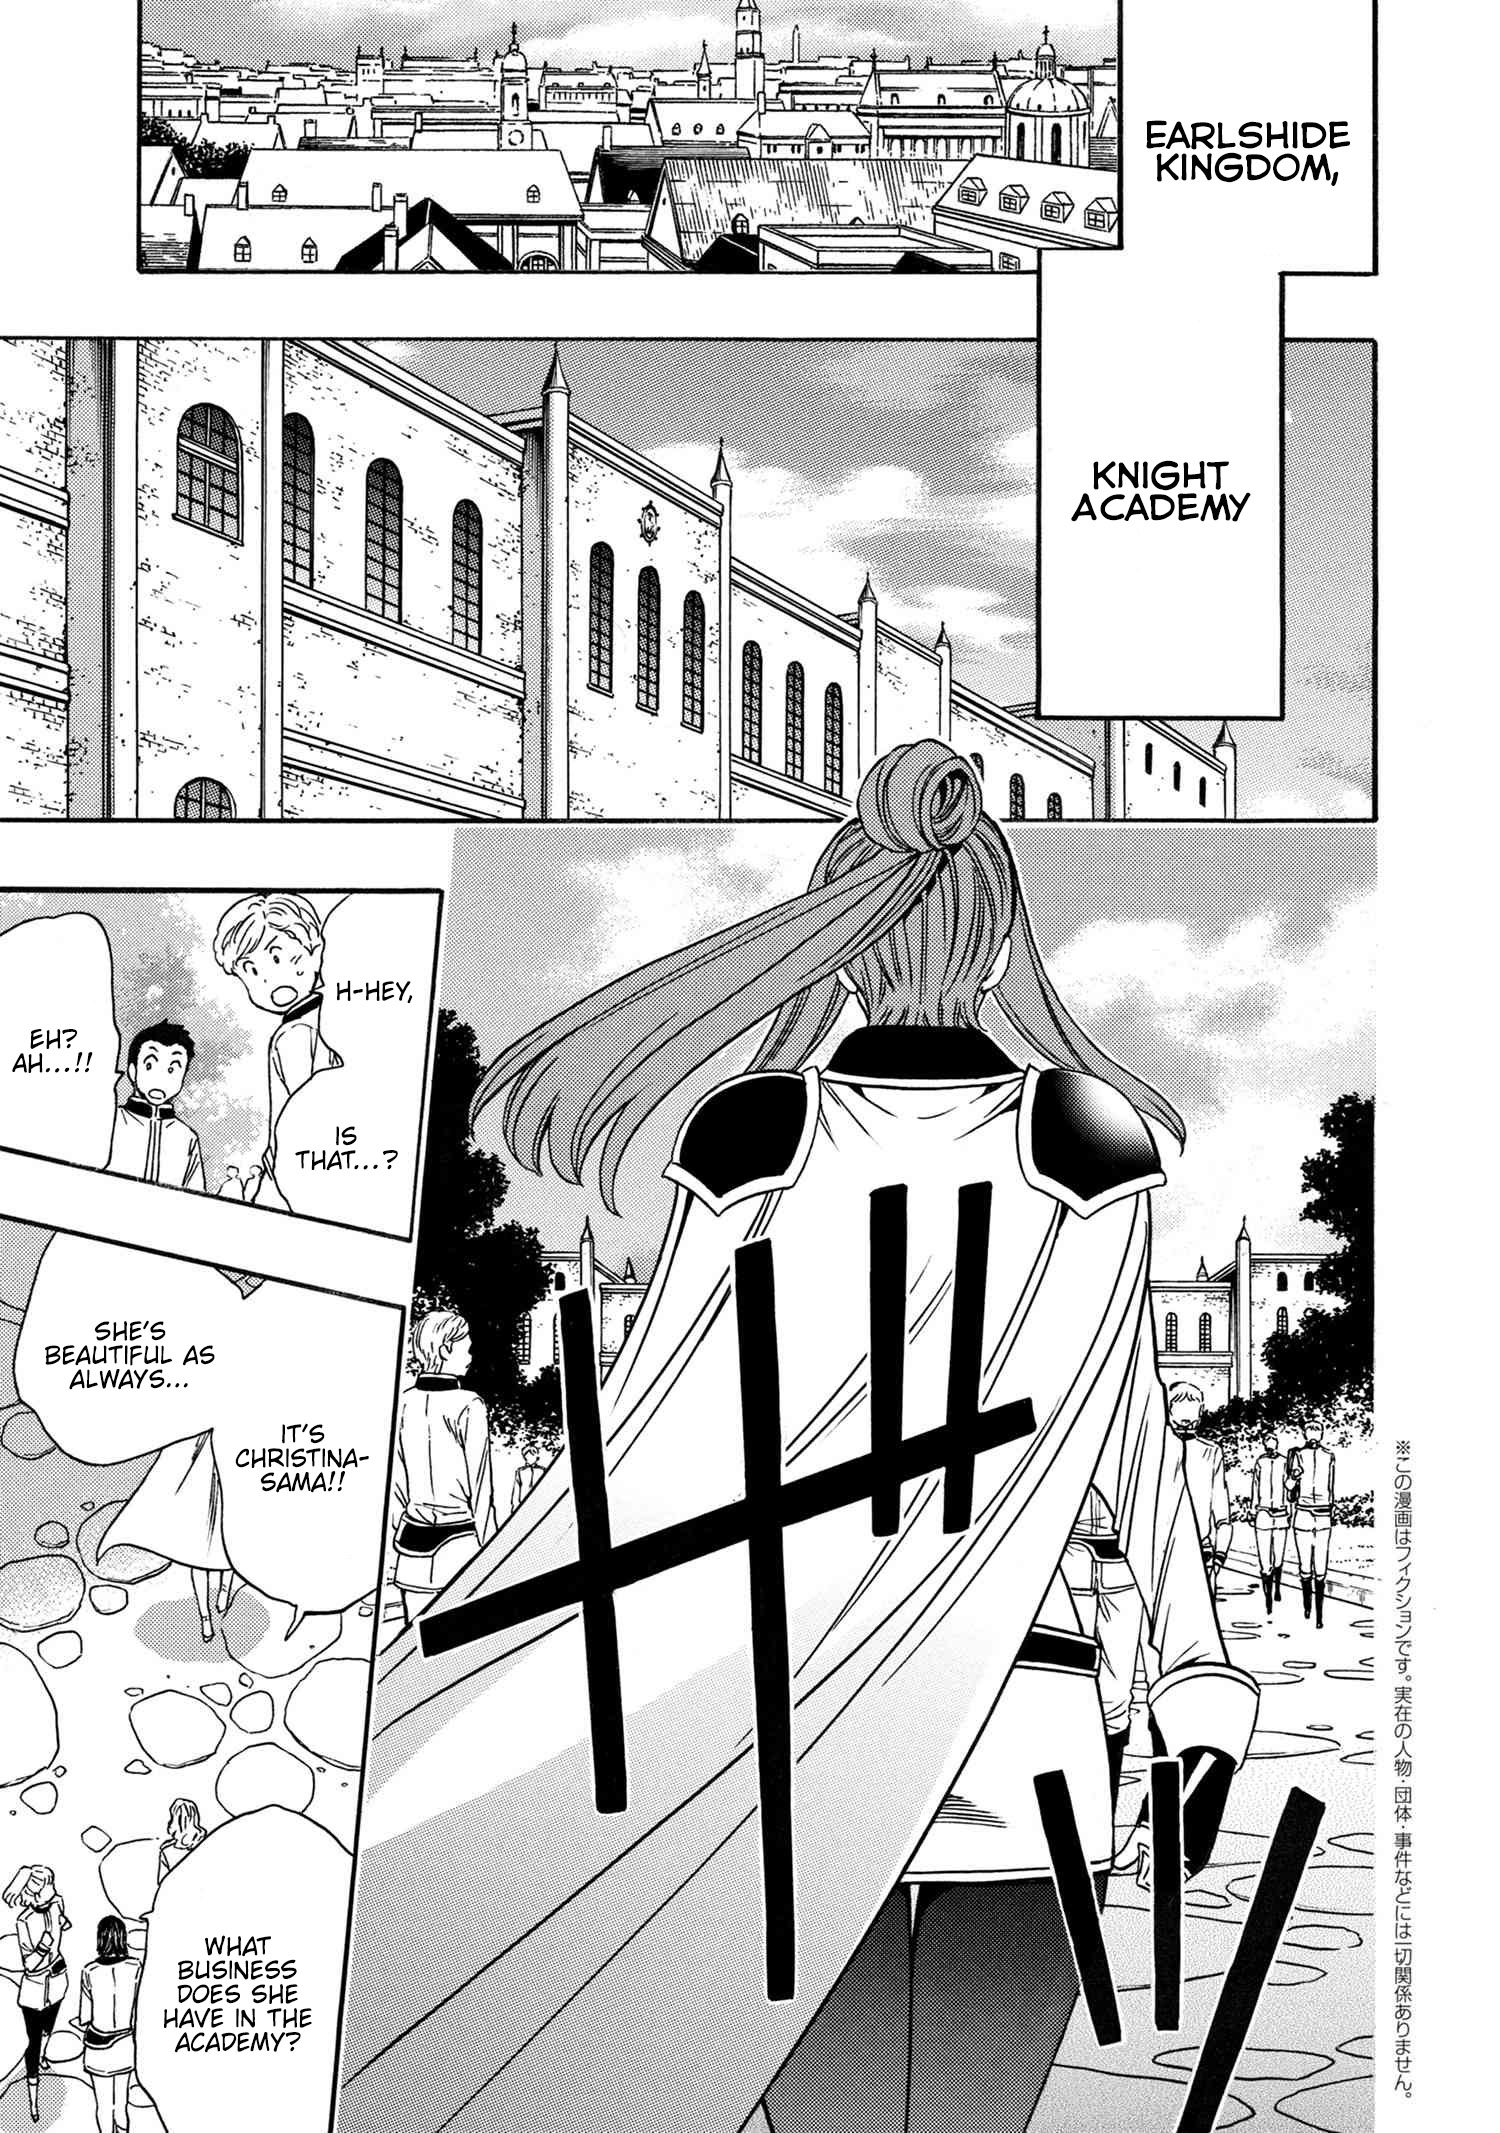 EARLSHIDE
KINGDOM,
KNIGHT
ACADEMY
H-HEY,
IS
THAT...?
EH?
AH...!!
IT'S
CHRISTINA-
SAMA!!
SHE'S
BEAUTIFUL AS
ALWAYS...
WHAT
BUSINESS
DOES SHE
HAVE IN THE
ACADEMY?
ザッ
※この漫画はフィクションです。実在の人物・団体・事件などには一切関係ありません。